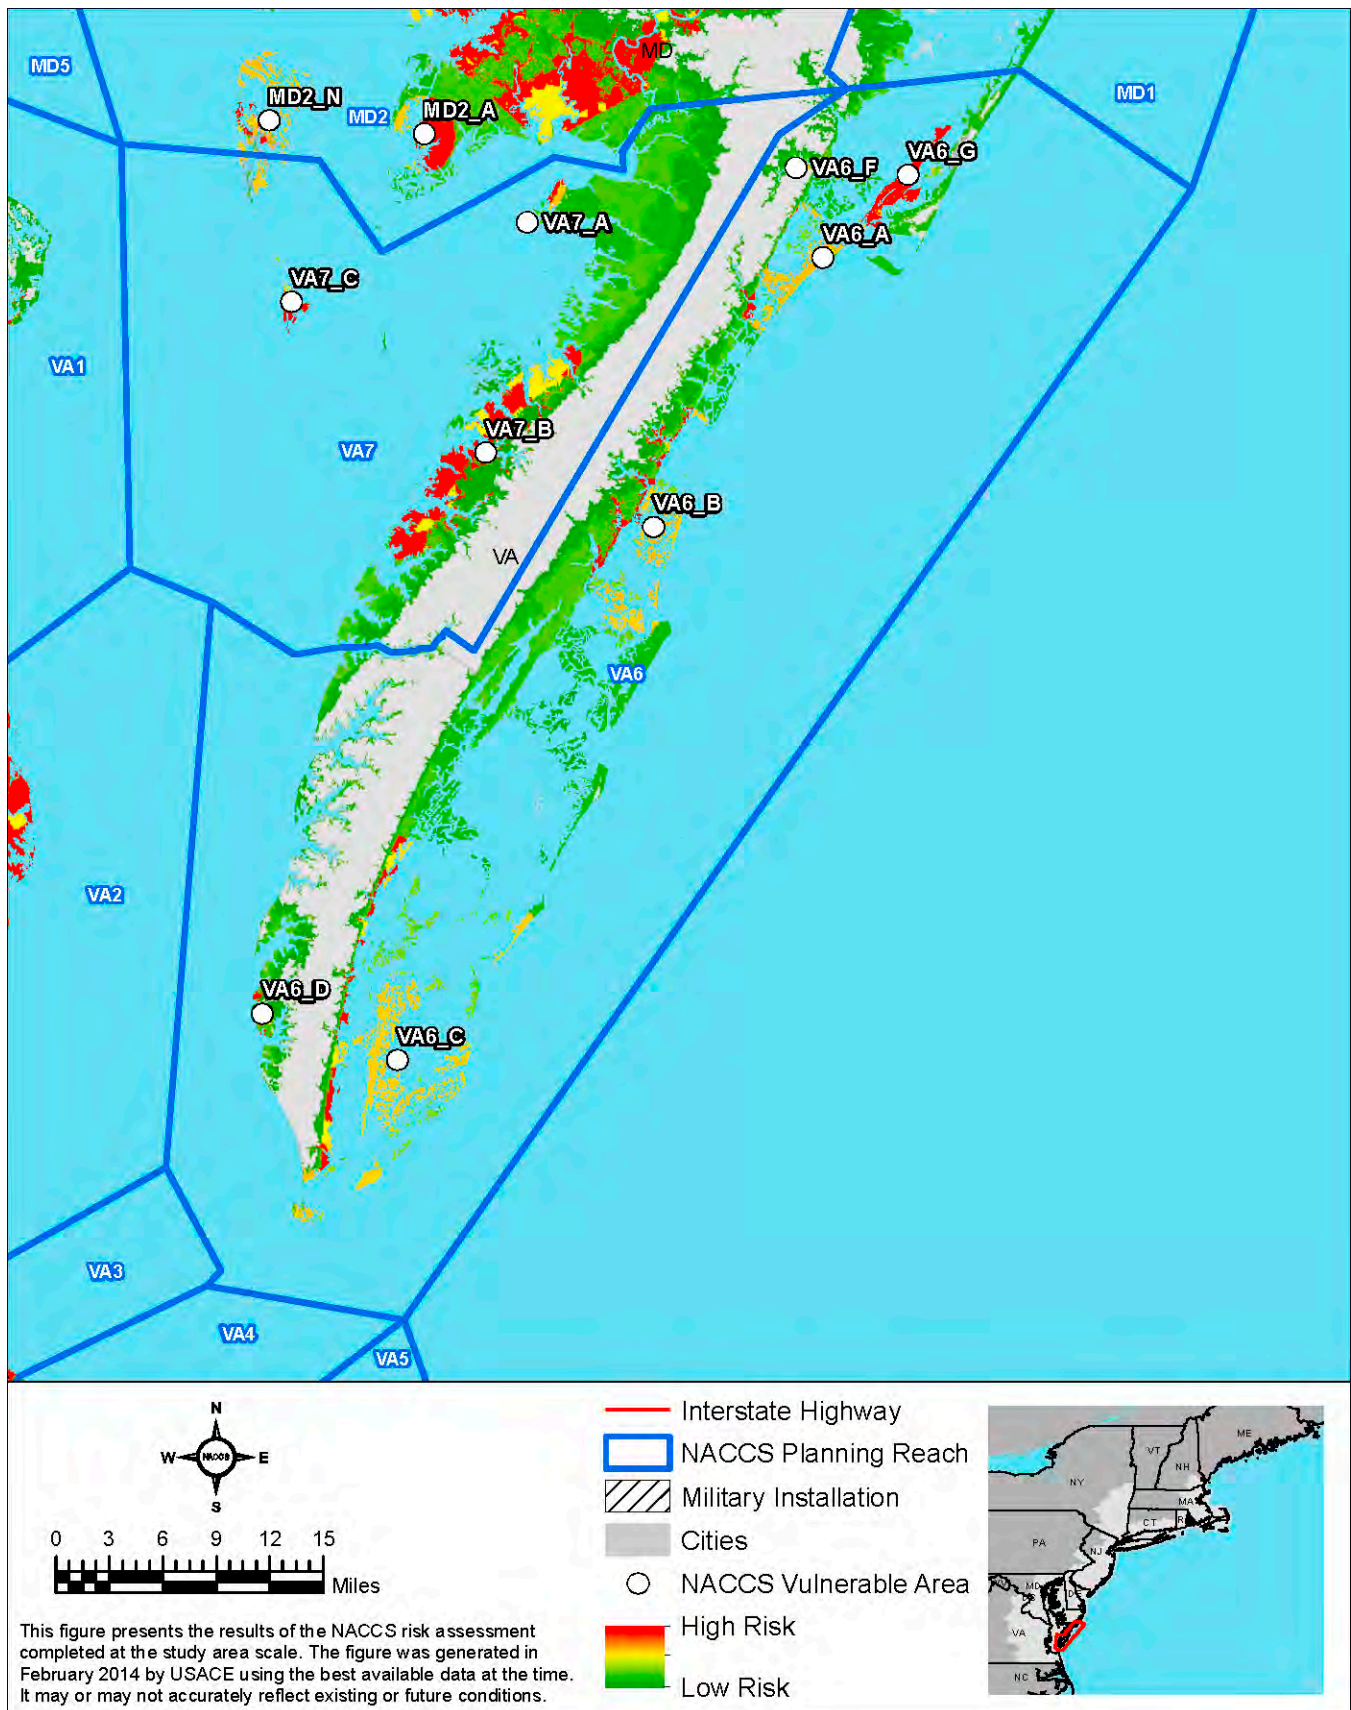 MD
MD5
MD2_N
MD2
MD2_A
MD1
VA6_G
VA6_F
VA7_A
VA6_A
VA7_C
VA1
VA7
VA7_B
VA6_B
VA
VA6
VA2
VA6_D
VA6_C
VA3
VA4
VA5
N
W NACCS E
S
0 3 6 9 12 15
Miles
This figure presents the results of the NACCS risk assessment
completed at the study area scale. The figure was generated in
February 2014 by USACE using the best available data at the time.
It may or may not accurately reflect existing or future conditions.
Interstate Highway
NACCS Planning Reach
Military Installation
Cities
NACCS Vulnerable Area
High Risk
Low Risk
ME
VT
NH
NY
MA
CT
PA
NJ
MD
VA
NC